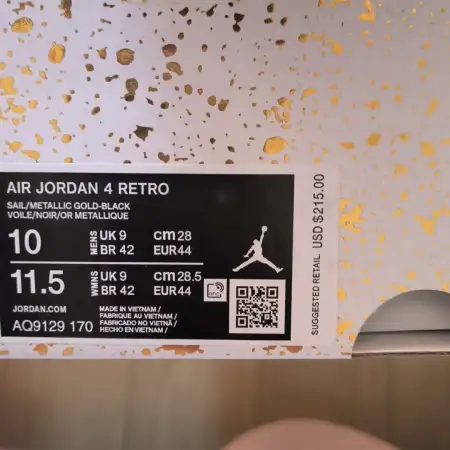 AIR JORDAN 4 RETRO
SAIL/METALLIC GOLD-BLACK
VOILE/NOIR/OR METALLIQUE
10 MENS UK 9 cm 28
BR 42 EUR 44
11.5 WMNS UK 9 cm 28.5
BR 42 EUR 44
JORDAN.COM
AQ9129 170
MADE IN VIETNAM /
FABRIQUE AU VIETNAM /
FABRICADO NO VIETNÃ /
HECHO EN VIETNAM /
SUGGESTED RETAIL USD $215.00